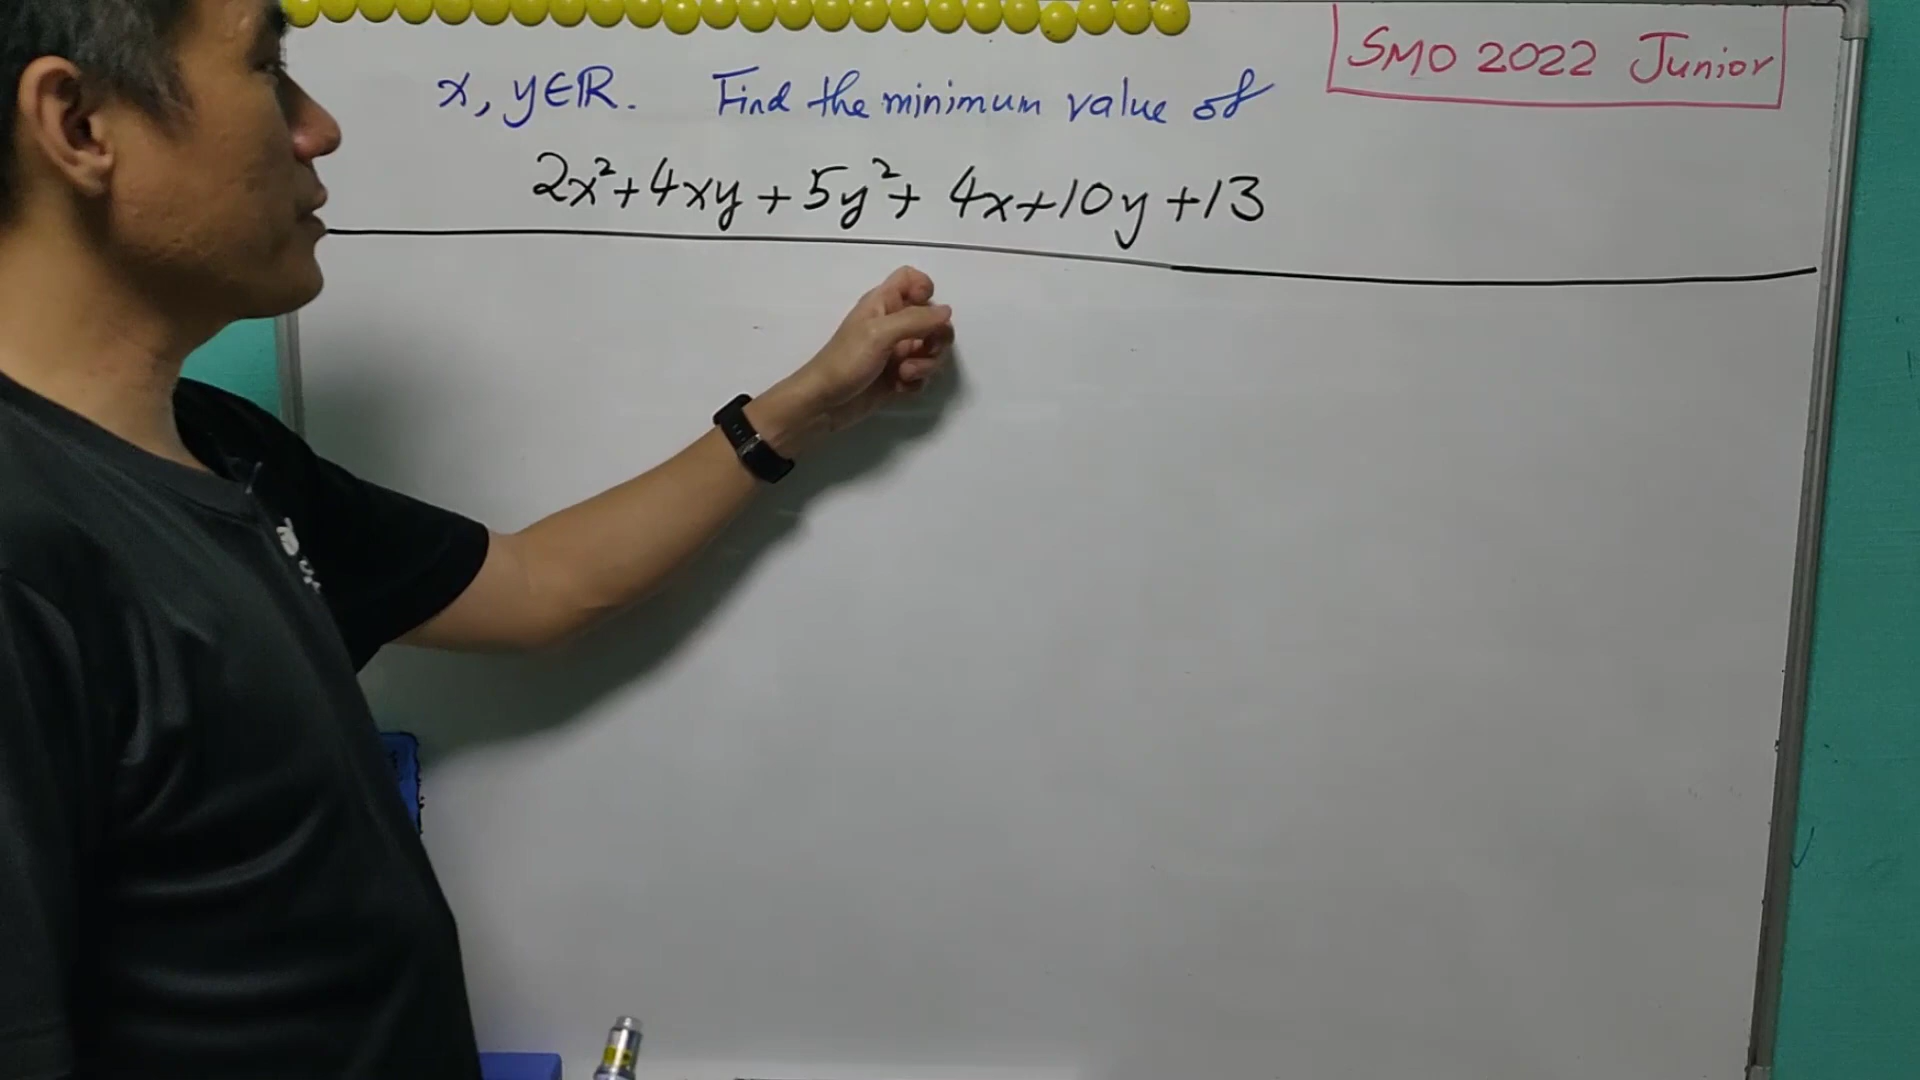 SMO 2022 Junior
x, y∈ℝ. Find the minimum value of
2x²+4xy+5y²+ 4x+10y+13